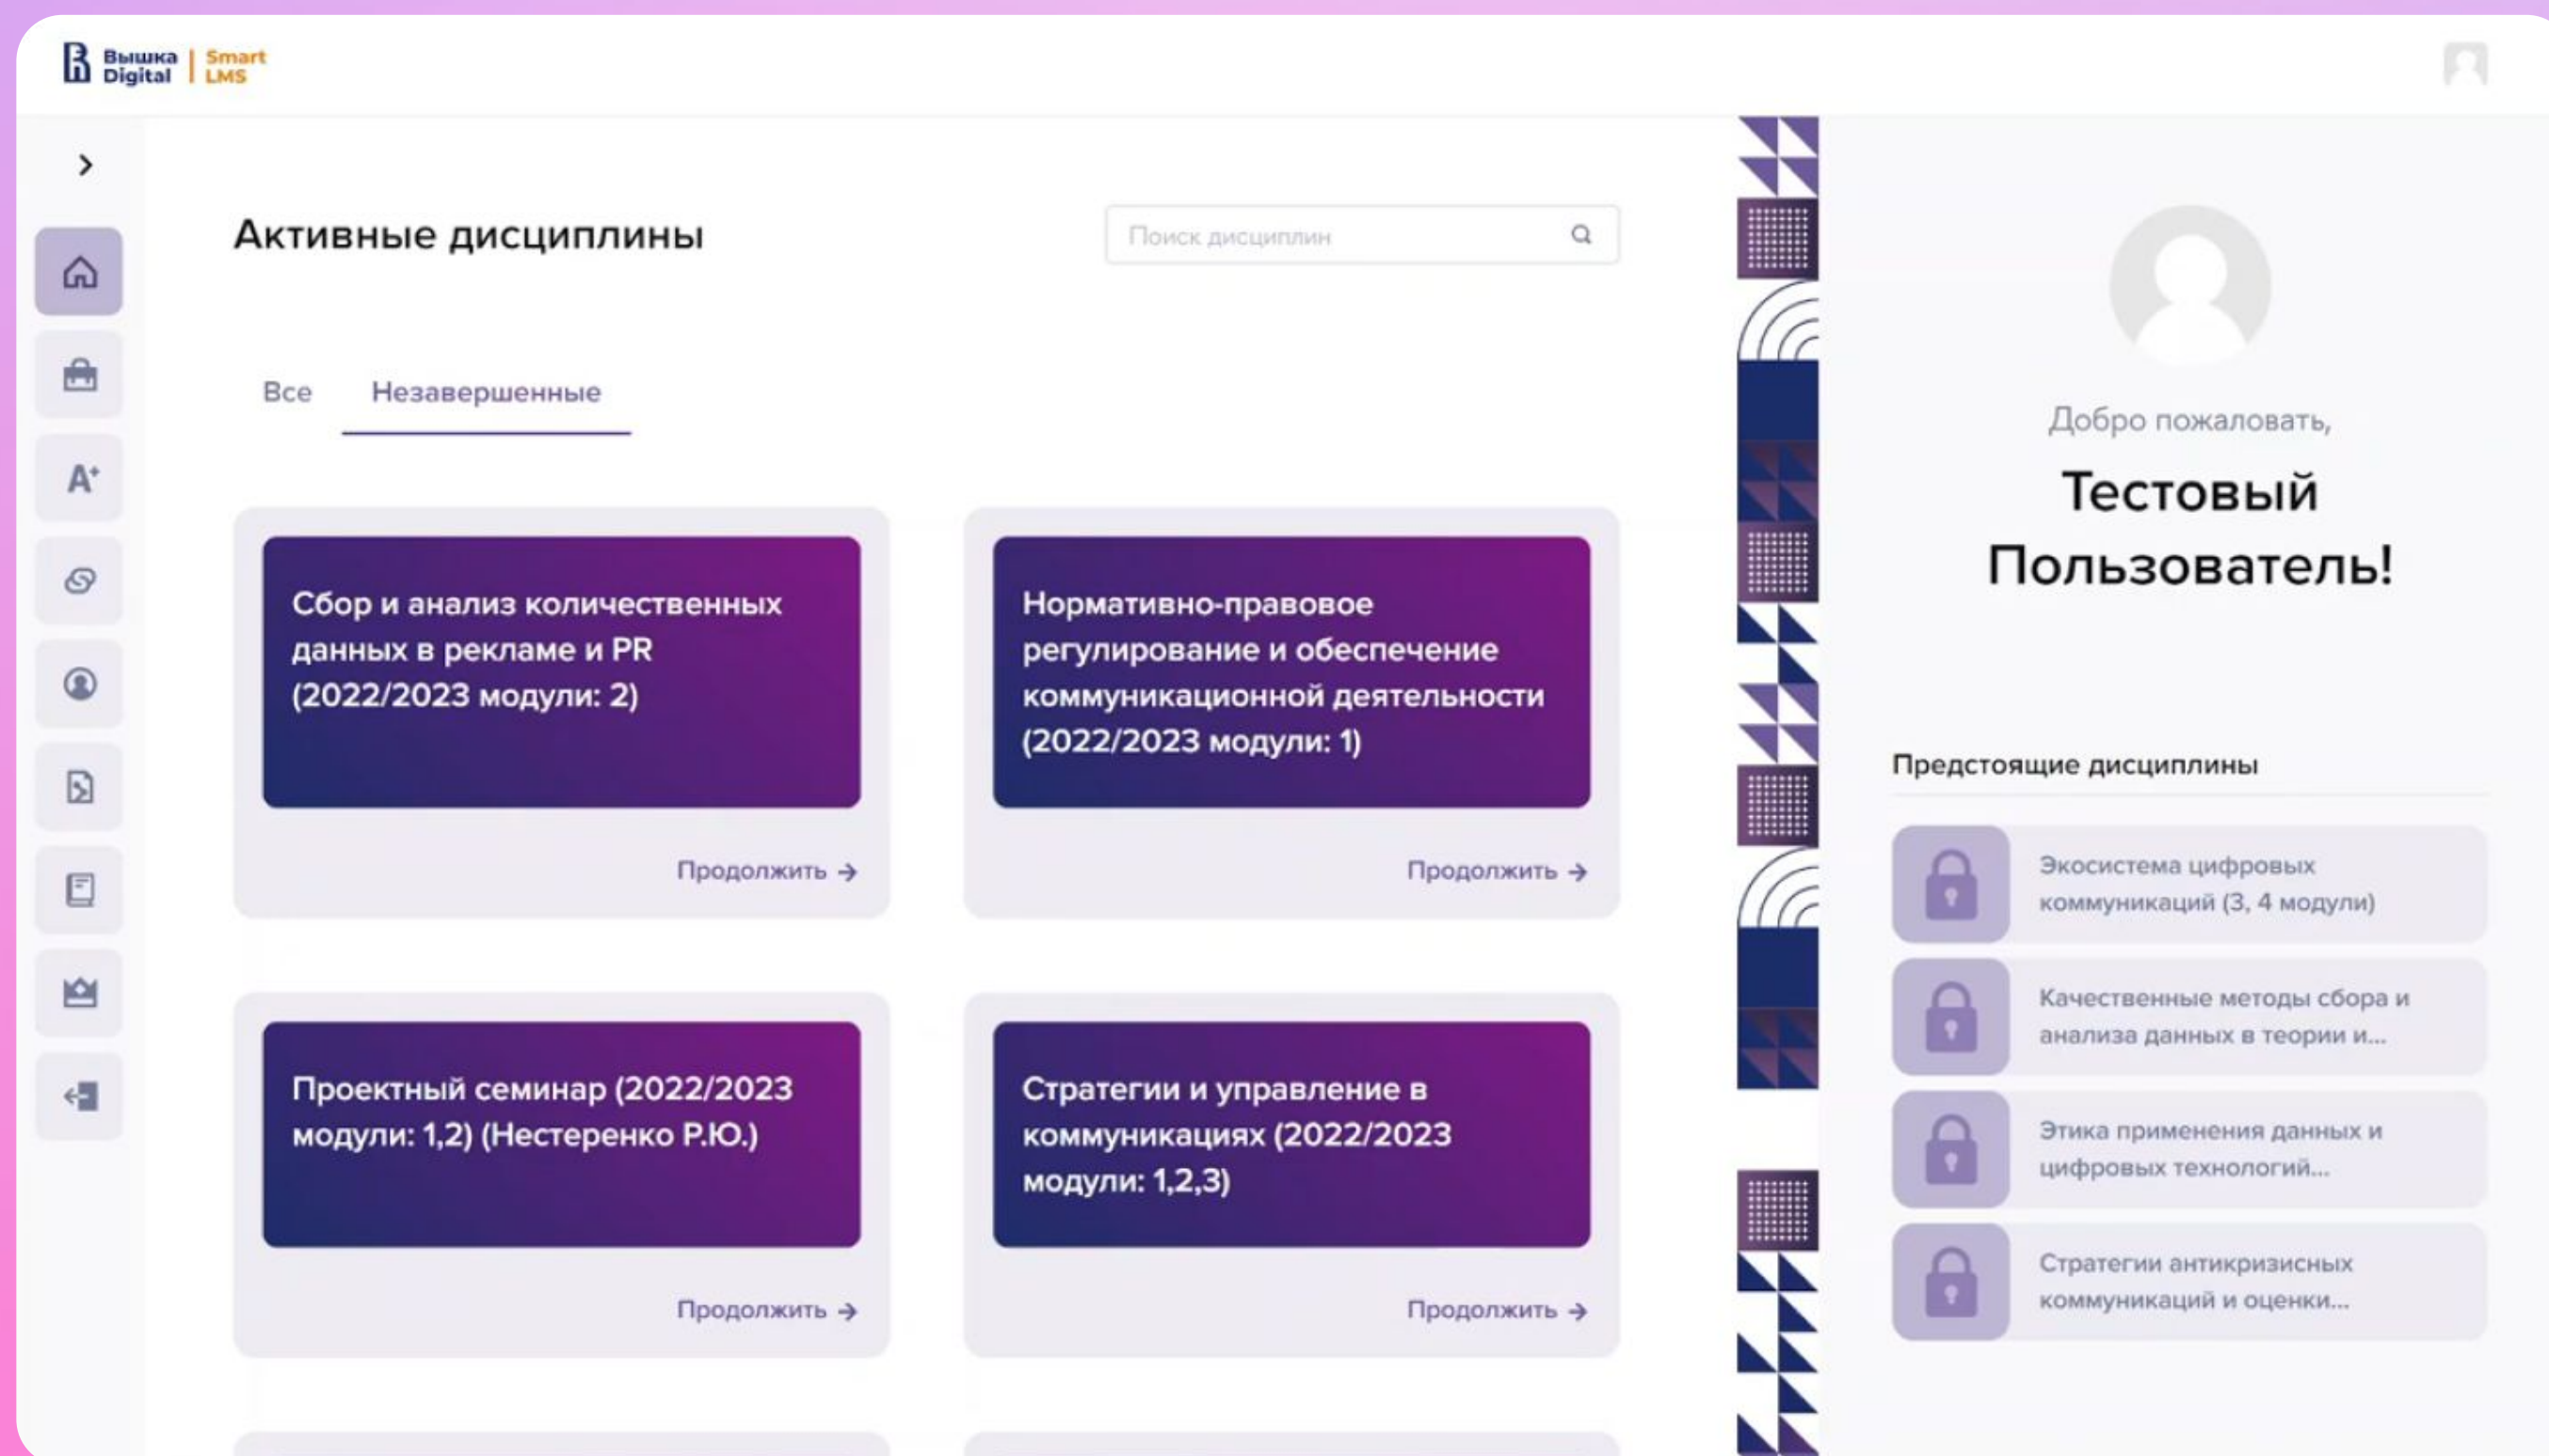 Вышка
Digital
Smart
LMS
Активные дисциплины
Поиск дисциплин
Все
Незавершенные
Сбор и анализ количественных
данных в рекламе и PR
(2022/2023 модули: 2)
Продолжить →
Нормативно-правовое
регулирование и обеспечение
коммуникационной деятельности
(2022/2023 модули: 1)
Продолжить →
Проектный семинар (2022/2023
модули: 1,2) (Нестеренко Р.Ю.)
Продолжить →
Стратегии и управление в
коммуникациях (2022/2023
модули: 1,2,3)
Продолжить →
Добро пожаловать,
Тестовый
Пользователь!
Предстоящие дисциплины
Экосистема цифровых
коммуникаций (3, 4 модули)
Качественные методы сбора и
анализа данных в теории и...
Этика применения данных и
цифровых технологий...
Стратегии антикризисных
коммуникаций и оценки...
A+